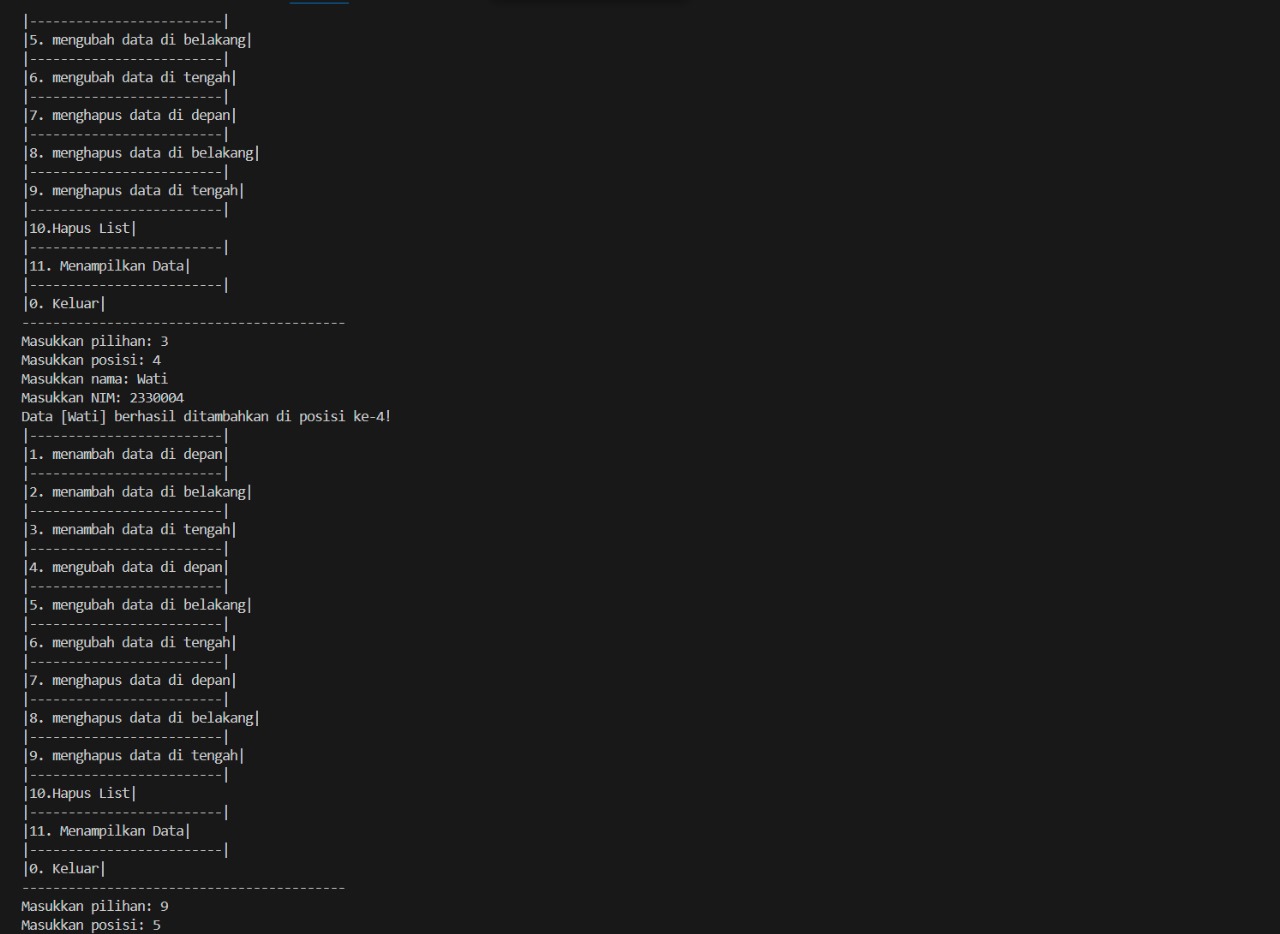 |-------------------------|
|5. mengubah data di belakang|
|-------------------------|
|6. mengubah data di tengah|
|-------------------------|
|7. menghapus data di depan|
|-------------------------|
|8. menghapus data di belakang|
|-------------------------|
|9. menghapus data di tengah|
|-------------------------|
|10.Hapus List|
|-------------------------|
|11. Menampilkan Data|
|-------------------------|
|0. Keluar|
------------------------------------------
Masukkan pilihan: 3
Masukkan posisi: 4
Masukkan nama: Wati
Masukkan NIM: 2330004
Data [Wati] berhasil ditambahkan di posisi ke-4!
|-------------------------|
|1. menambah data di depan|
|-------------------------|
|2. menambah data di belakang|
|-------------------------|
|3. menambah data di tengah|
|-------------------------|
|4. mengubah data di depan|
|-------------------------|
|5. mengubah data di belakang|
|-------------------------|
|6. mengubah data di tengah|
|-------------------------|
|7. menghapus data di depan|
|-------------------------|
|8. menghapus data di belakang|
|-------------------------|
|9. menghapus data di tengah|
|-------------------------|
|10.Hapus List|
|-------------------------|
|11. Menampilkan Data|
|-------------------------|
|0. Keluar|
------------------------------------------
Masukkan pilihan: 9
Masukkan posisi: 5